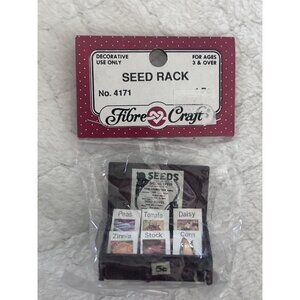 DECORATIVE
USE ONLY
FOR AGES
3 & OVER
SEED RACK
No. 4171
Fibre Craft
SEEDS
Peas Tomato Daisy
Zinnia Stock Corn
5c